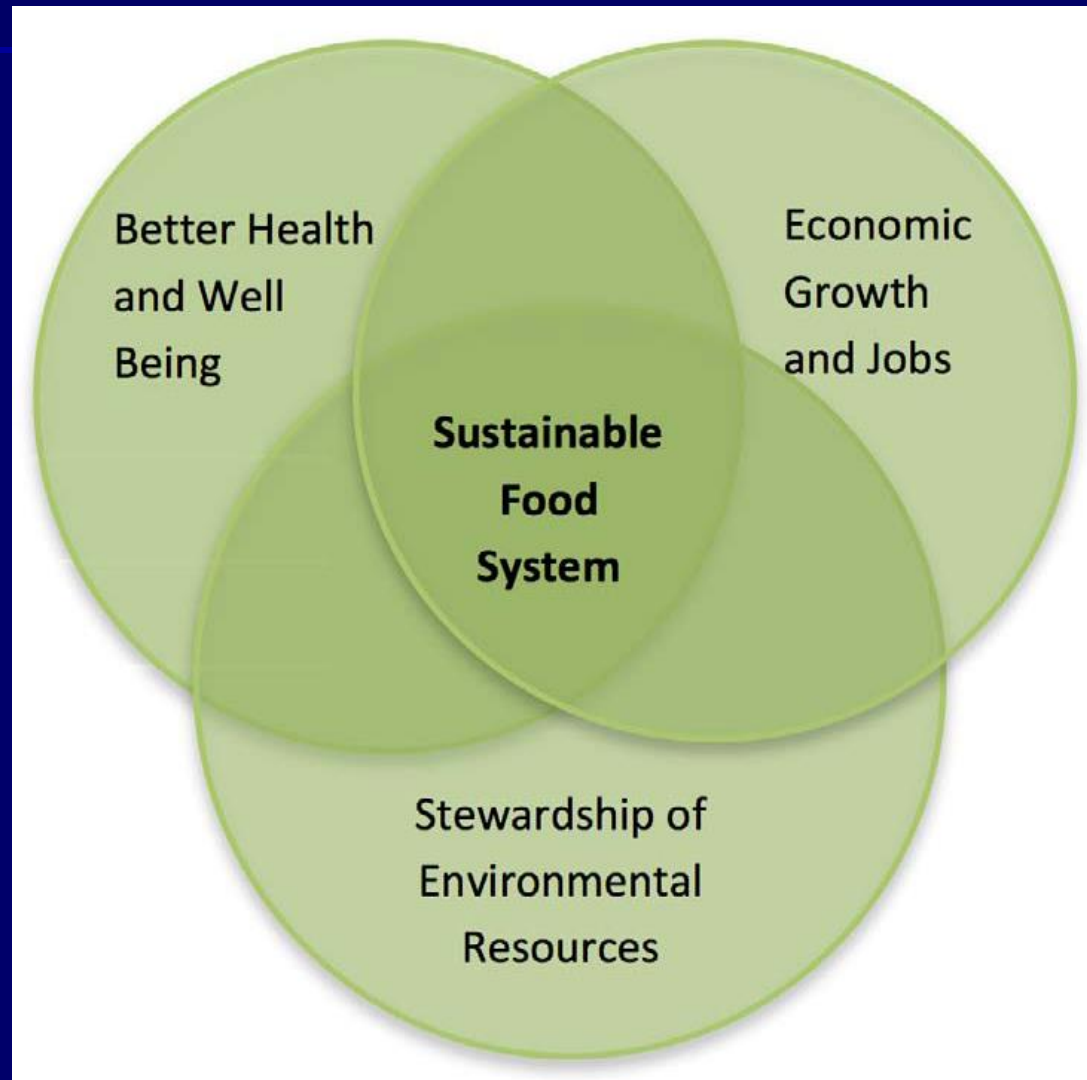 Better Health
and Well
Being
Economic
Growth
and Jobs
Sustainable
Food
System
Stewardship of
Environmental
Resources